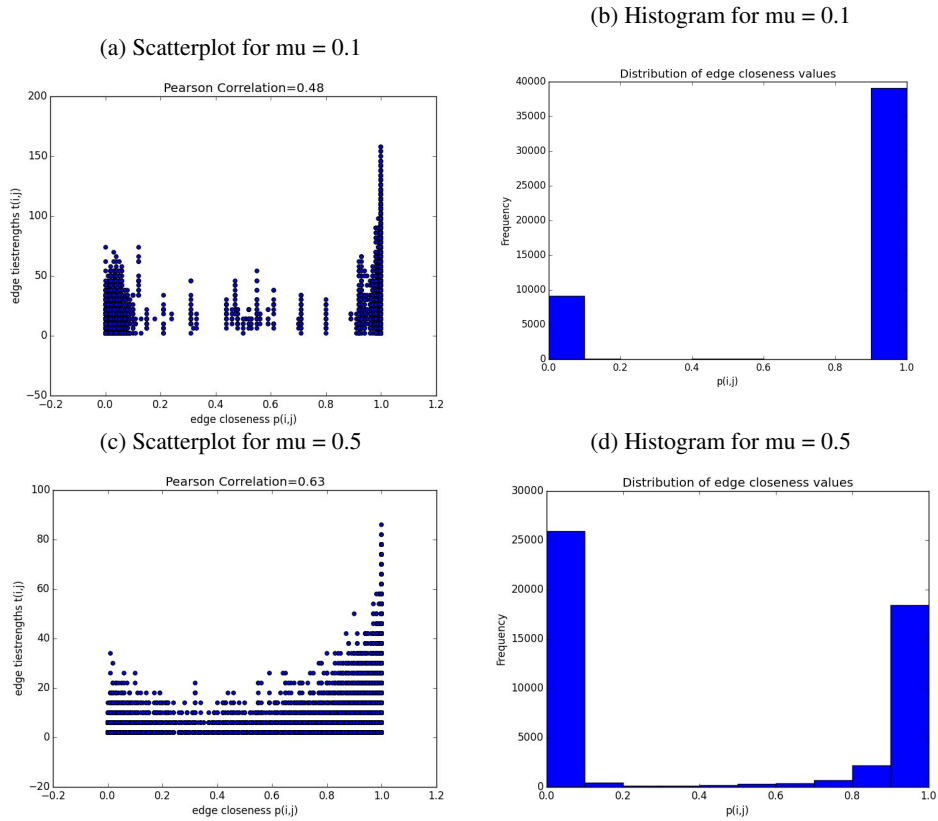 (a) Scatterplot for mu = 0.1
Pearson Correlation=0.48
200
150
100
50
0
−50
edge tiestrengths t(i,j)
−0.2 0.0 0.2 0.4 0.6 0.8 1.0 1.2
edge closeness p(i,j)
(b) Histogram for mu = 0.1
Distribution of edge closeness values
40000
35000
30000
25000
20000
15000
10000
5000
0
Frequency
0.0 0.2 0.4 0.6 0.8 1.0
p(i,j)
(c) Scatterplot for mu = 0.5
Pearson Correlation=0.63
100
80
60
40
20
0
−20
edge tiestrengths t(i,j)
−0.2 0.0 0.2 0.4 0.6 0.8 1.0 1.2
edge closeness p(i,j)
(d) Histogram for mu = 0.5
Distribution of edge closeness values
30000
25000
20000
15000
10000
5000
0
Frequency
0.0 0.2 0.4 0.6 0.8 1.0
p(i,j)